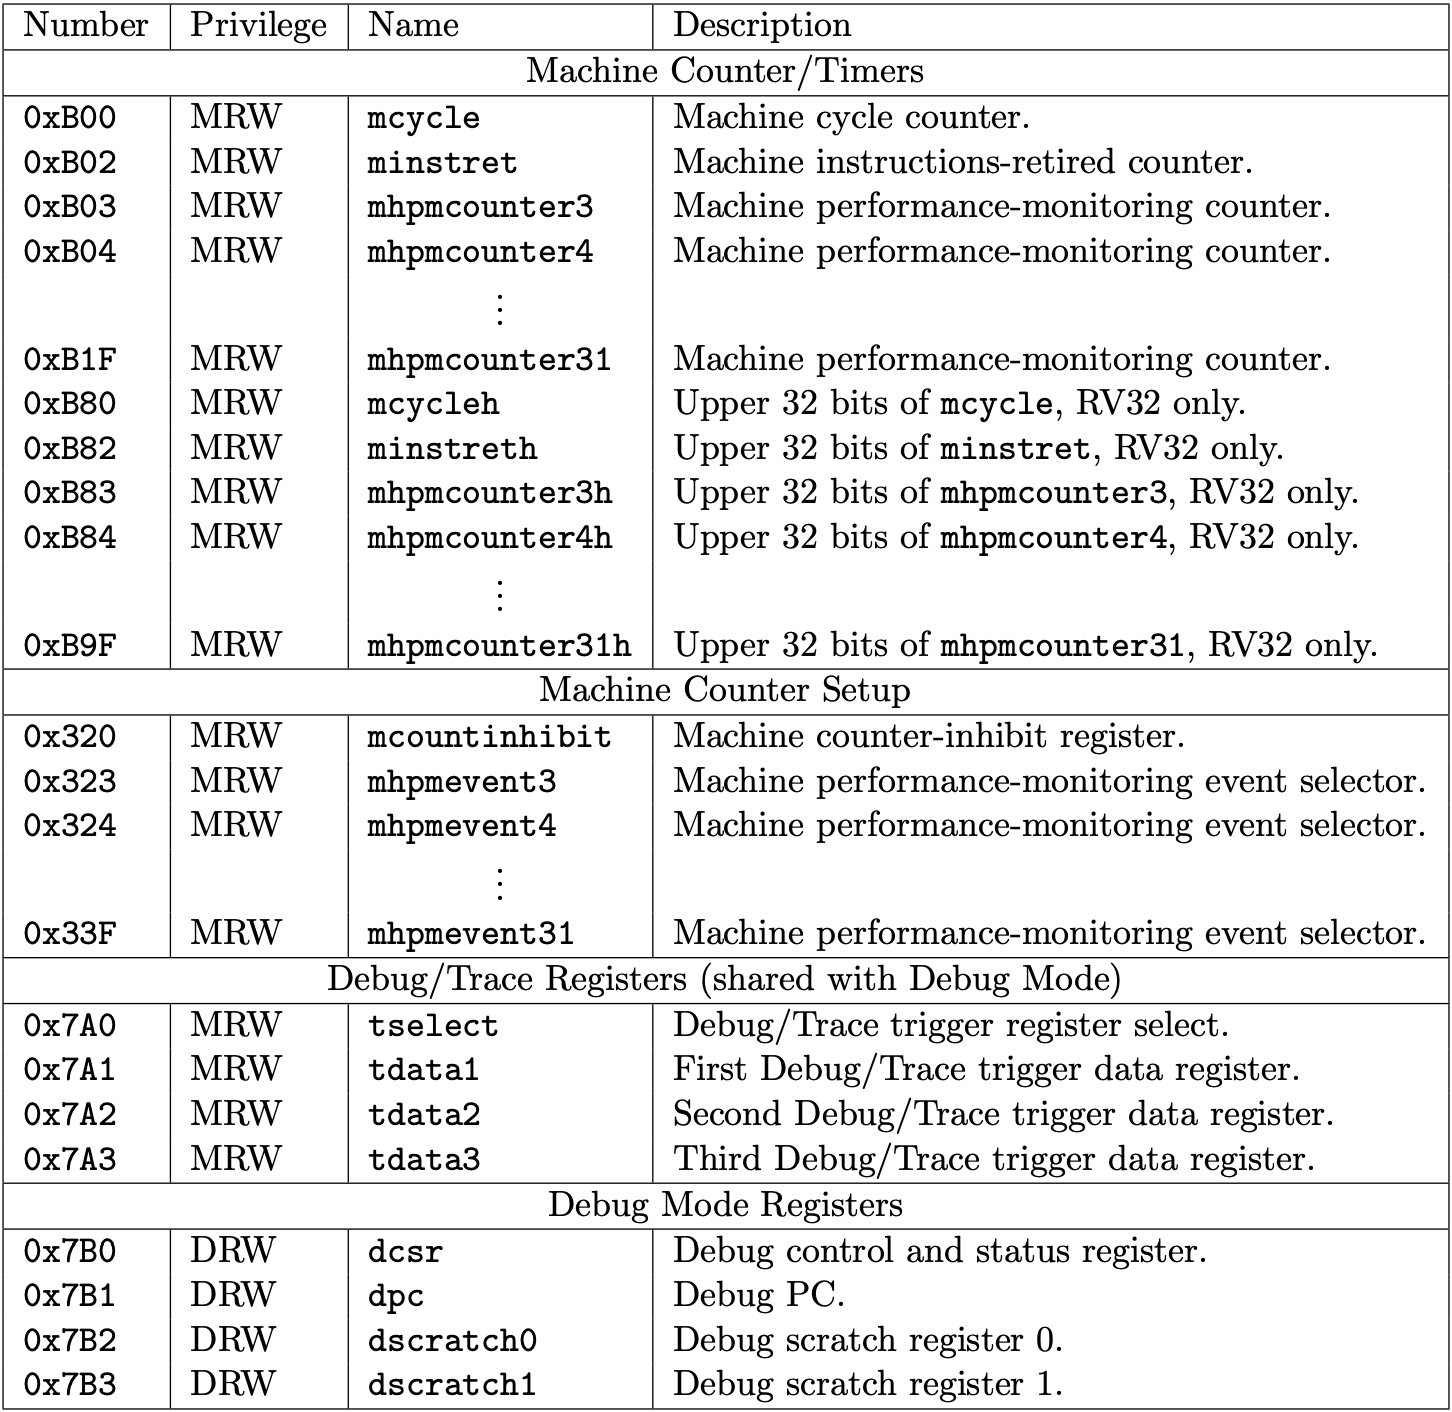 Number Privilege Name Description
Machine Counter/Timers
0xB00 MRW mcycle Machine cycle counter.
0xB02 MRW minstret Machine instructions-retired counter.
0xB03 MRW mhpmcounter3 Machine performance-monitoring counter.
0xB04 MRW mhpmcounter4 Machine performance-monitoring counter.
⋮
0xB1F MRW mhpmcounter31 Machine performance-monitoring counter.
0xB80 MRW mcycleh Upper 32 bits of mcycle, RV32 only.
0xB82 MRW minstreth Upper 32 bits of minstret, RV32 only.
0xB83 MRW mhpmcounter3h Upper 32 bits of mhpmcounter3, RV32 only.
0xB84 MRW mhpmcounter4h Upper 32 bits of mhpmcounter4, RV32 only.
⋮
0xB9F MRW mhpmcounter31h Upper 32 bits of mhpmcounter31, RV32 only.
Machine Counter Setup
0x320 MRW mcountinhibit Machine counter-inhibit register.
0x323 MRW mhpmevent3 Machine performance-monitoring event selector.
0x324 MRW mhpmevent4 Machine performance-monitoring event selector.
⋮
0x33F MRW mhpmevent31 Machine performance-monitoring event selector.
Debug/Trace Registers (shared with Debug Mode)
0x7A0 MRW tselect Debug/Trace trigger register select.
0x7A1 MRW tdata1 First Debug/Trace trigger data register.
0x7A2 MRW tdata2 Second Debug/Trace trigger data register.
0x7A3 MRW tdata3 Third Debug/Trace trigger data register.
Debug Mode Registers
0x7B0 DRW dcsr Debug control and status register.
0x7B1 DRW dpc Debug PC.
0x7B2 DRW dscratch0 Debug scratch register 0.
0x7B3 DRW dscratch1 Debug scratch register 1.